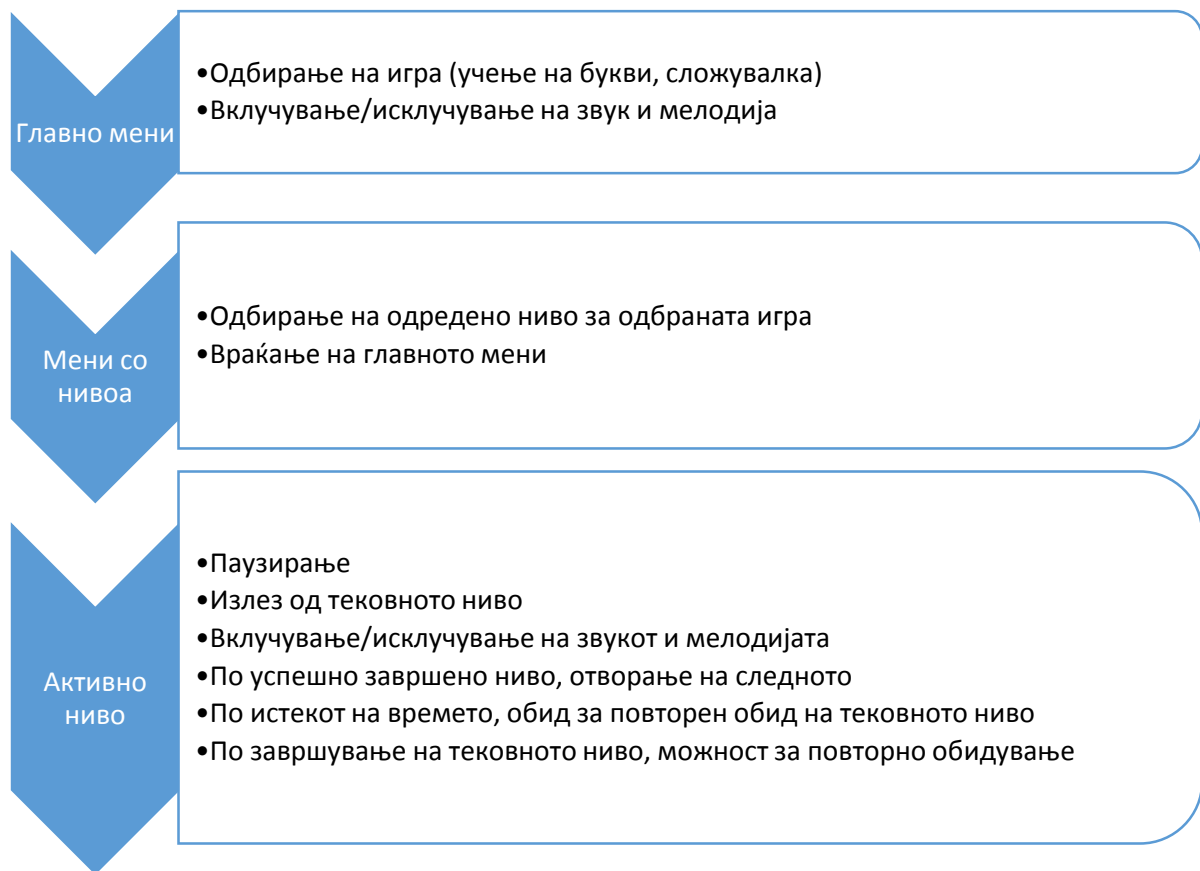 Главно мени
•Одбирање на игра (учење на букви, сложувалка)
•Вклучување/исклучување на звук и мелодија
Мени со
нивоа
•Одбирање на одредено ниво за одбраната игра
•Враќање на главното мени
Активно
ниво
•Паузирање
•Излез од тековното ниво
•Вклучување/исклучување на звукот и мелодијата
•По успешно завршено ниво, отворање на следното
•По истекот на времето, обид за повторен обид на тековното ниво
•По завршување на тековното ниво, можност за повторно обидување